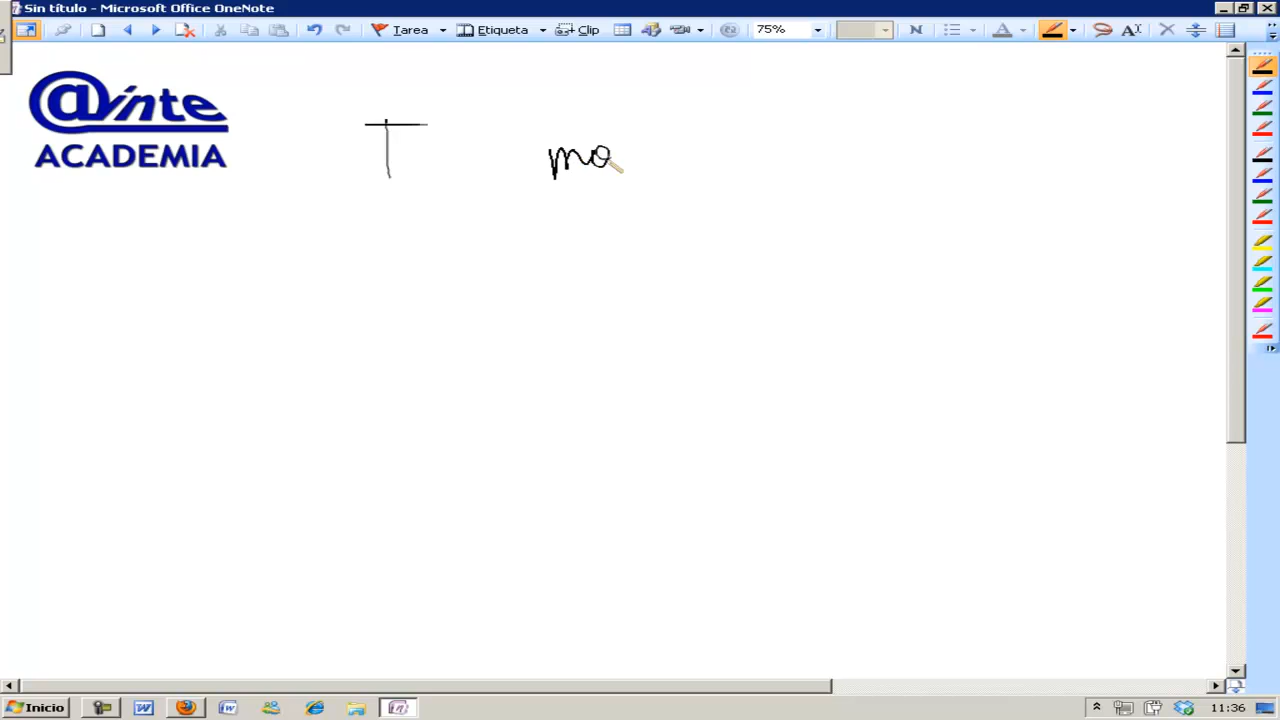 Sin título - Microsoft Office OneNote
Tarea Etiqueta Clip 75% N A
@inte
ACADEMIA
T mo
Inicio
11:36